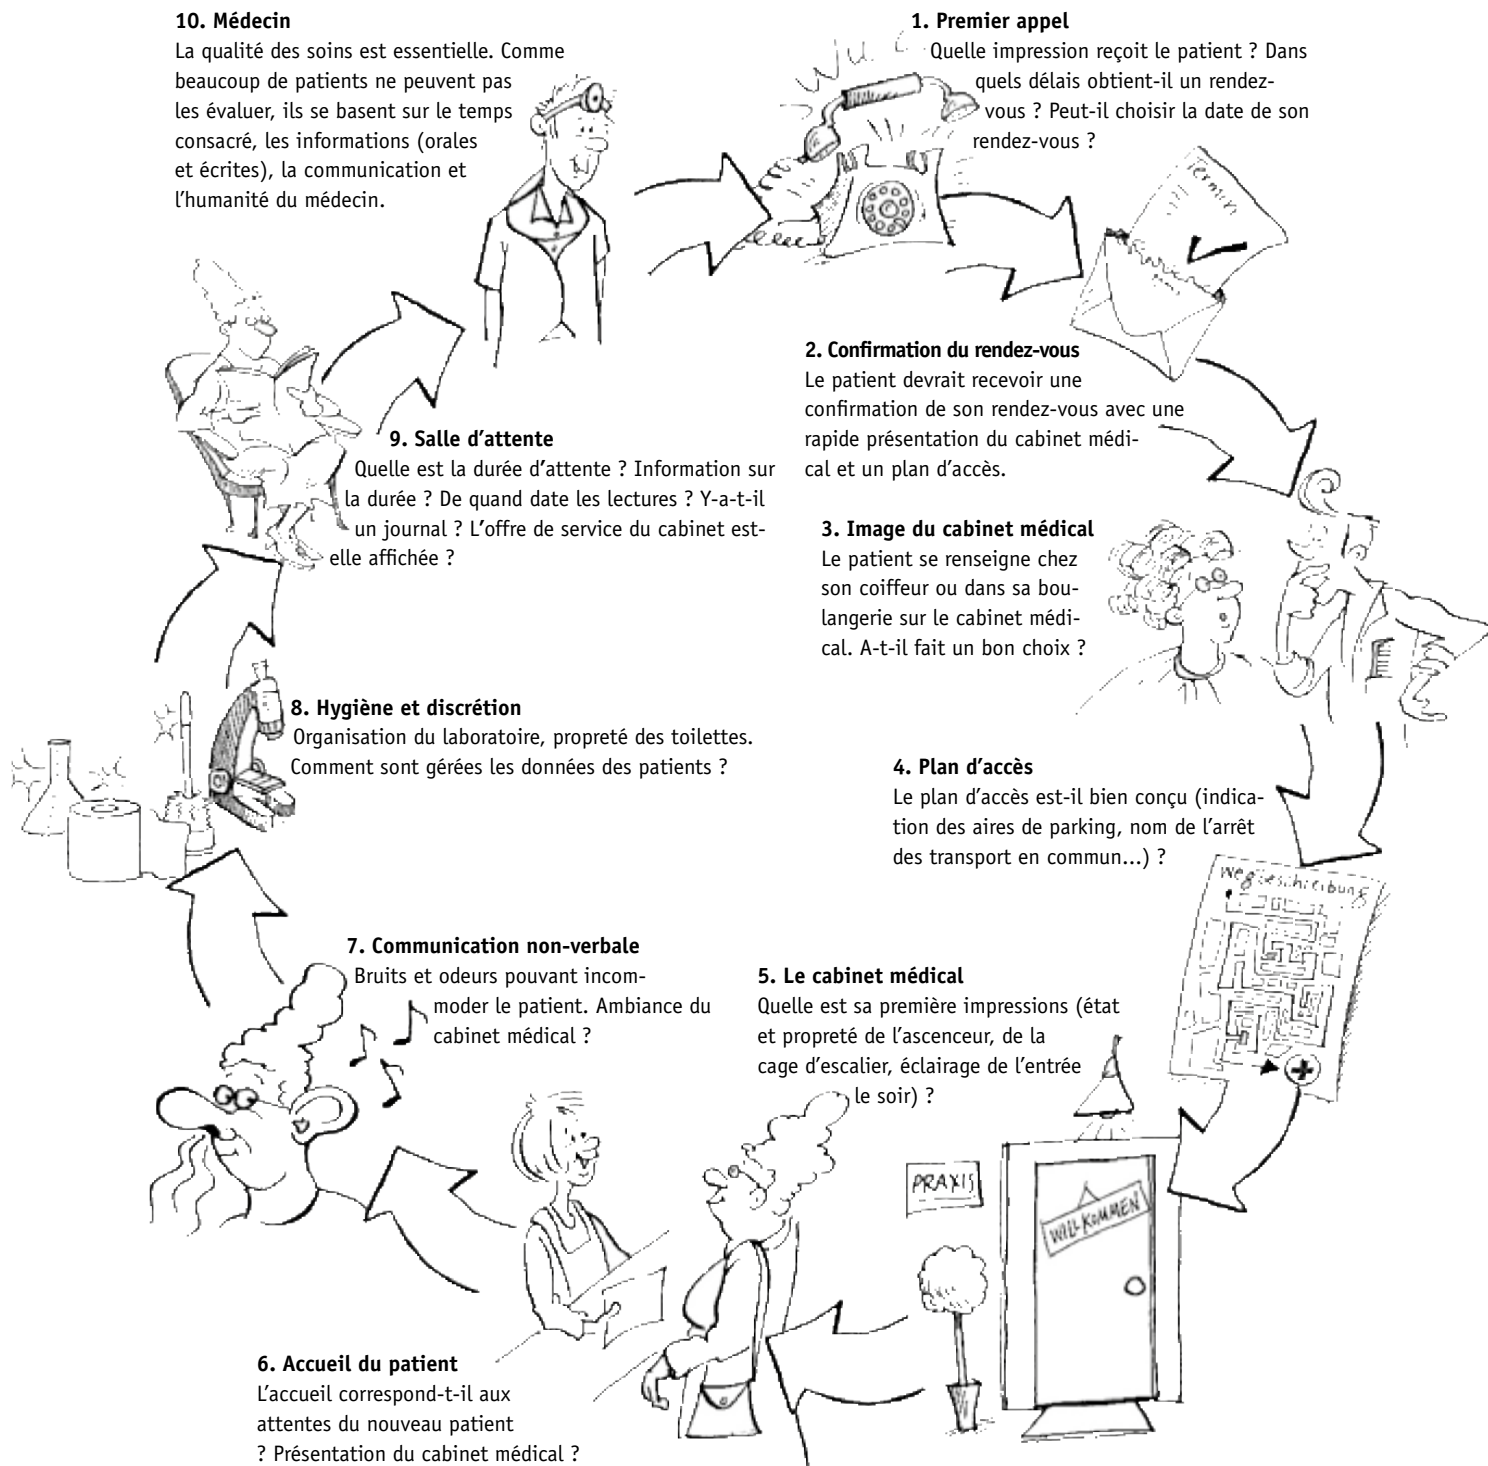 10. Médecin
La qualité des soins est essentielle. Comme
beaucoup de patients ne peuvent pas
les évaluer, ils se basent sur le temps
consacré, les informations (orales
et écrites), la communication et
l'humanité du médecin.
1. Premier appel
Quelle impression reçoit le patient ? Dans
quels délais obtient-il un rendez-
vous ? Peut-il choisir la date de son
rendez-vous ?
Termin
2. Confirmation du rendez-vous
Le patient devrait recevoir une
confirmation de son rendez-vous avec une
rapide présentation du cabinet médi-
cal et un plan d'accès.
9. Salle d'attente
Quelle est la durée d'attente ? Information sur
la durée ? De quand date les lectures ? Y-a-t-il
un journal ? L'offre de service du cabinet est-
elle affichée ?
3. Image du cabinet médical
Le patient se renseigne chez
son coiffeur ou dans sa bou-
langerie sur le cabinet médi-
cal. A-t-il fait un bon choix ?
8. Hygiène et discrétion
Organisation du laboratoire, propreté des toilettes.
Comment sont gérées les données des patients ?
4. Plan d'accès
Le plan d'accès est-il bien conçu (indica-
tion des aires de parking, nom de l'arrêt
des transport en commun...) ?
Wegbeschreibung
7. Communication non-verbale
Bruits et odeurs pouvant incom-
moder le patient. Ambiance du
cabinet médical ?
5. Le cabinet médical
Quelle est sa première impressions (état
et propreté de l'ascenceur, de la
cage d'escalier, éclairage de l'entrée
le soir) ?
PRAXIS
WILLKOMMEN
6. Accueil du patient
L'accueil correspond-t-il aux
attentes du nouveau patient
? Présentation du cabinet médical ?